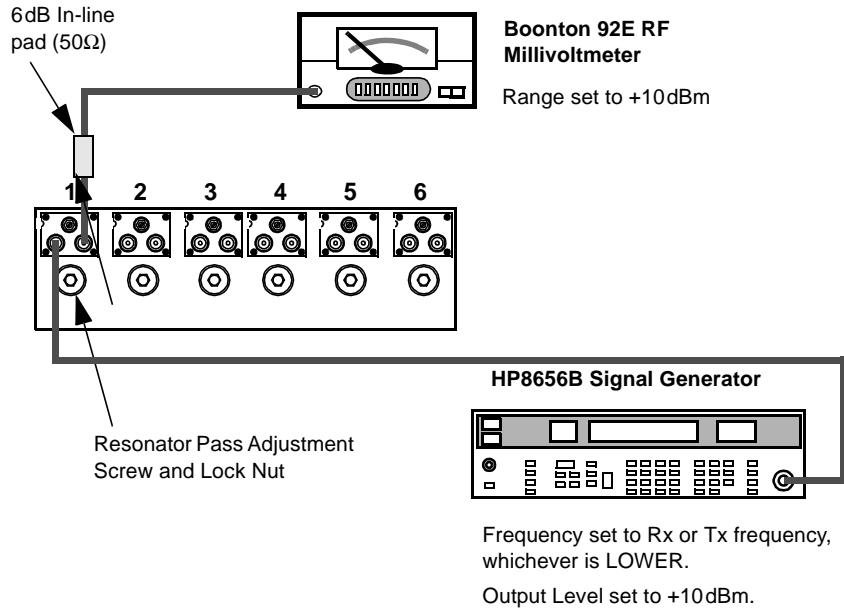 6dB In-line
pad (50Ω)
Boonton 92E RF
Millivoltmeter
Range set to +10dBm
1 2 3 4 5 6
HP8656B Signal Generator
Resonator Pass Adjustment
Screw and Lock Nut
Frequency set to Rx or Tx frequency,
whichever is LOWER.
Output Level set to +10dBm.